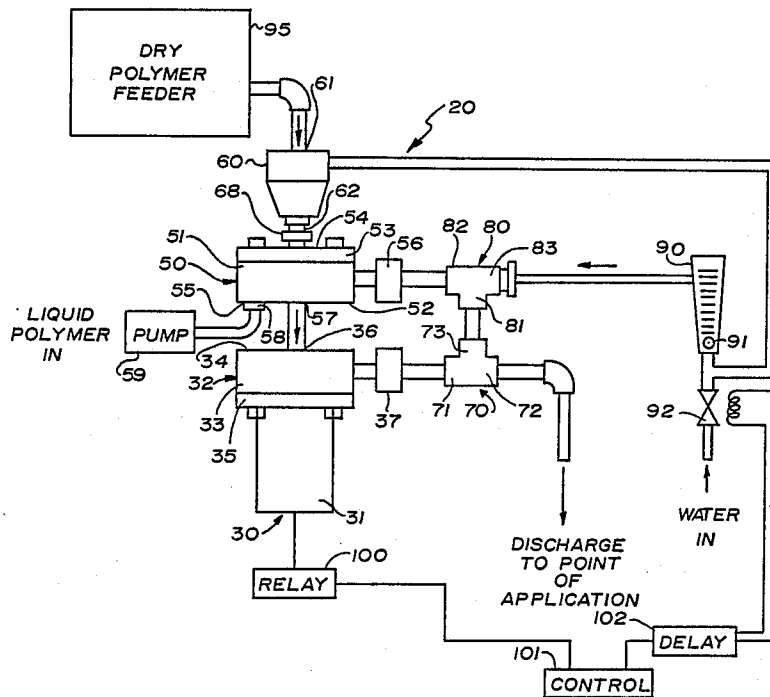 95
DRY
POLYMER
FEEDER
61
20
60
62
68
54
53
51
50
56
82
80
83
90
55
52
81
LIQUID
POLYMER
IN
PUMP
59
58
57
36
34
73
91
32
33
35
37
71
70
72
92
31
30
WATER
IN
100
RELAY
DISCHARGE
TO POINT
OF
APPLICATION
102
DELAY
101
CONTROL